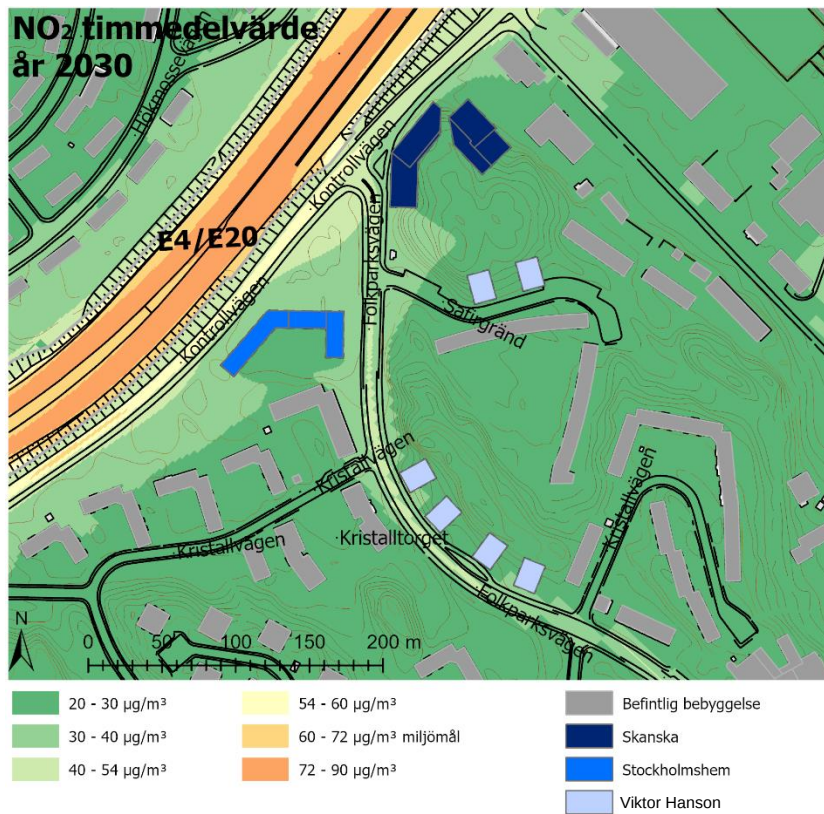 NO₂ timmedelvärde
år 2030
Hökmossevägen
Kontrollvägen
E4/E20
Folkparksvägen
Kontrollvägen
Satirgränd
Kristallvägen
Kristallvägen
Kristalltorget
Kristallvägen
Folkparksvägen
N
0 50 100 150 200 m
20 - 30 µg/m³
30 - 40 µg/m³
40 - 54 µg/m³
54 - 60 µg/m³
60 - 72 µg/m³ miljömål
72 - 90 µg/m³
Befintlig bebyggelse
Skanska
Stockholmshem
Viktor Hanson